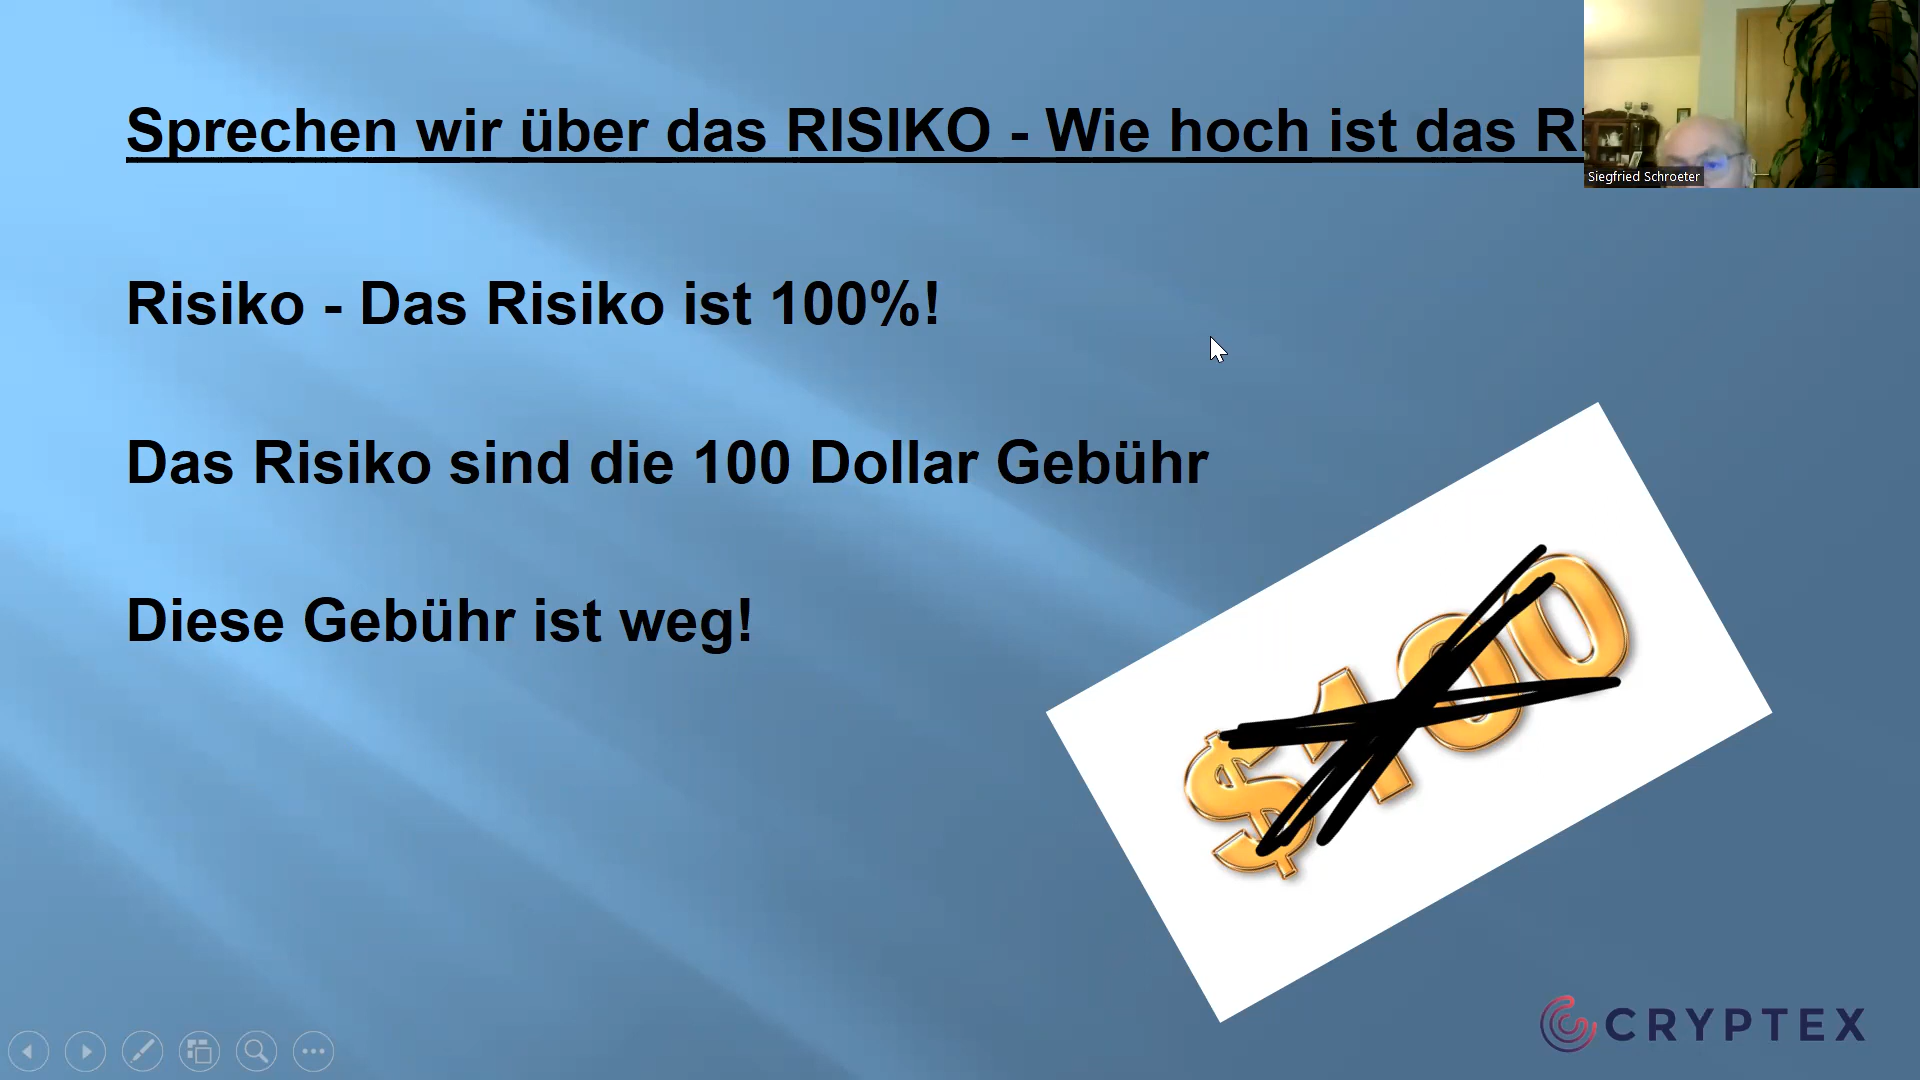 Sprechen wir über das RISIKO - Wie hoch ist das Ri
Siegfried Schroeter
Risiko - Das Risiko ist 100%!
Das Risiko sind die 100 Dollar Gebühr
Diese Gebühr ist weg!
$100
CRYPTEX